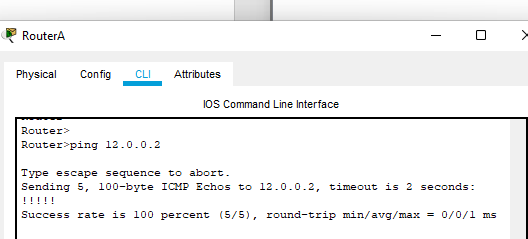 RouterA
Physical Config CLI Attributes
IOS Command Line Interface
Router>
Router>ping 12.0.0.2
Type escape sequence to abort.
Sending 5, 100-byte ICMP Echos to 12.0.0.2, timeout is 2 seconds:
!!!!!
Success rate is 100 percent (5/5), round-trip min/avg/max = 0/0/1 ms